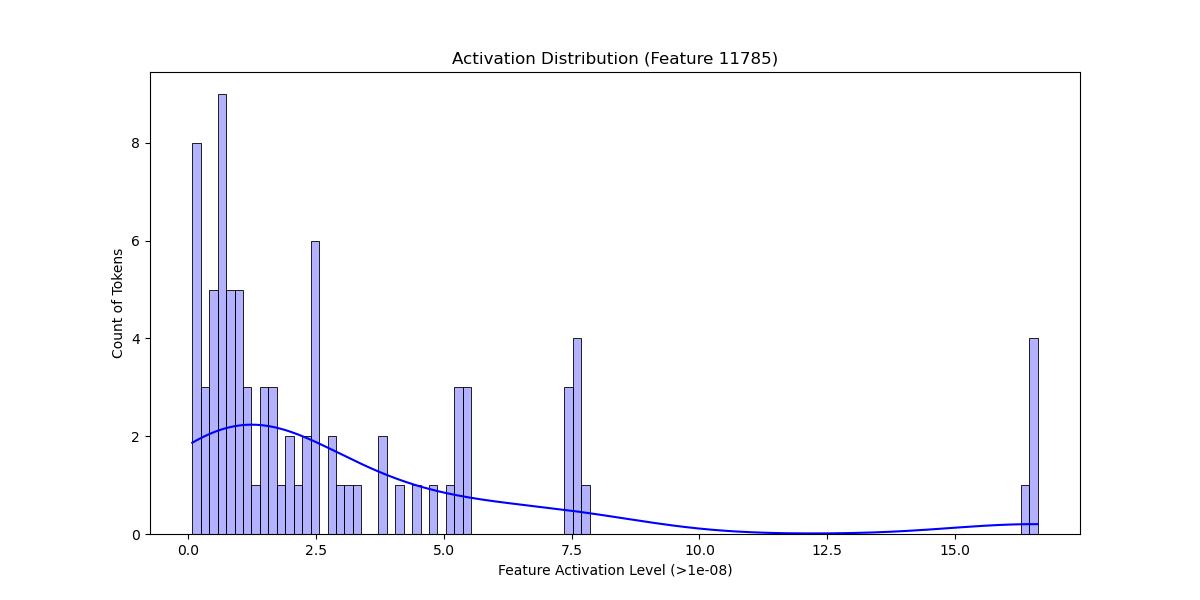 Activation Distribution (Feature 11785)
Count of Tokens
8
6
4
2
0
0.0 2.5 5.0 7.5 10.0 12.5 15.0
Feature Activation Level (>1e-08)